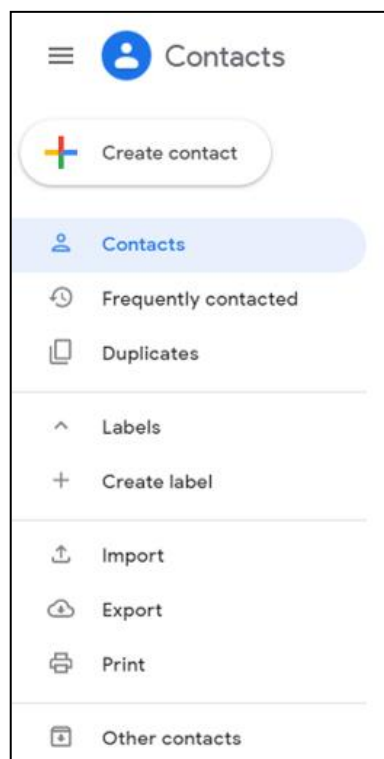 Contacts
Create contact
Contacts
Frequently contacted
Duplicates
Labels
Create label
Import
Export
Print
Other contacts